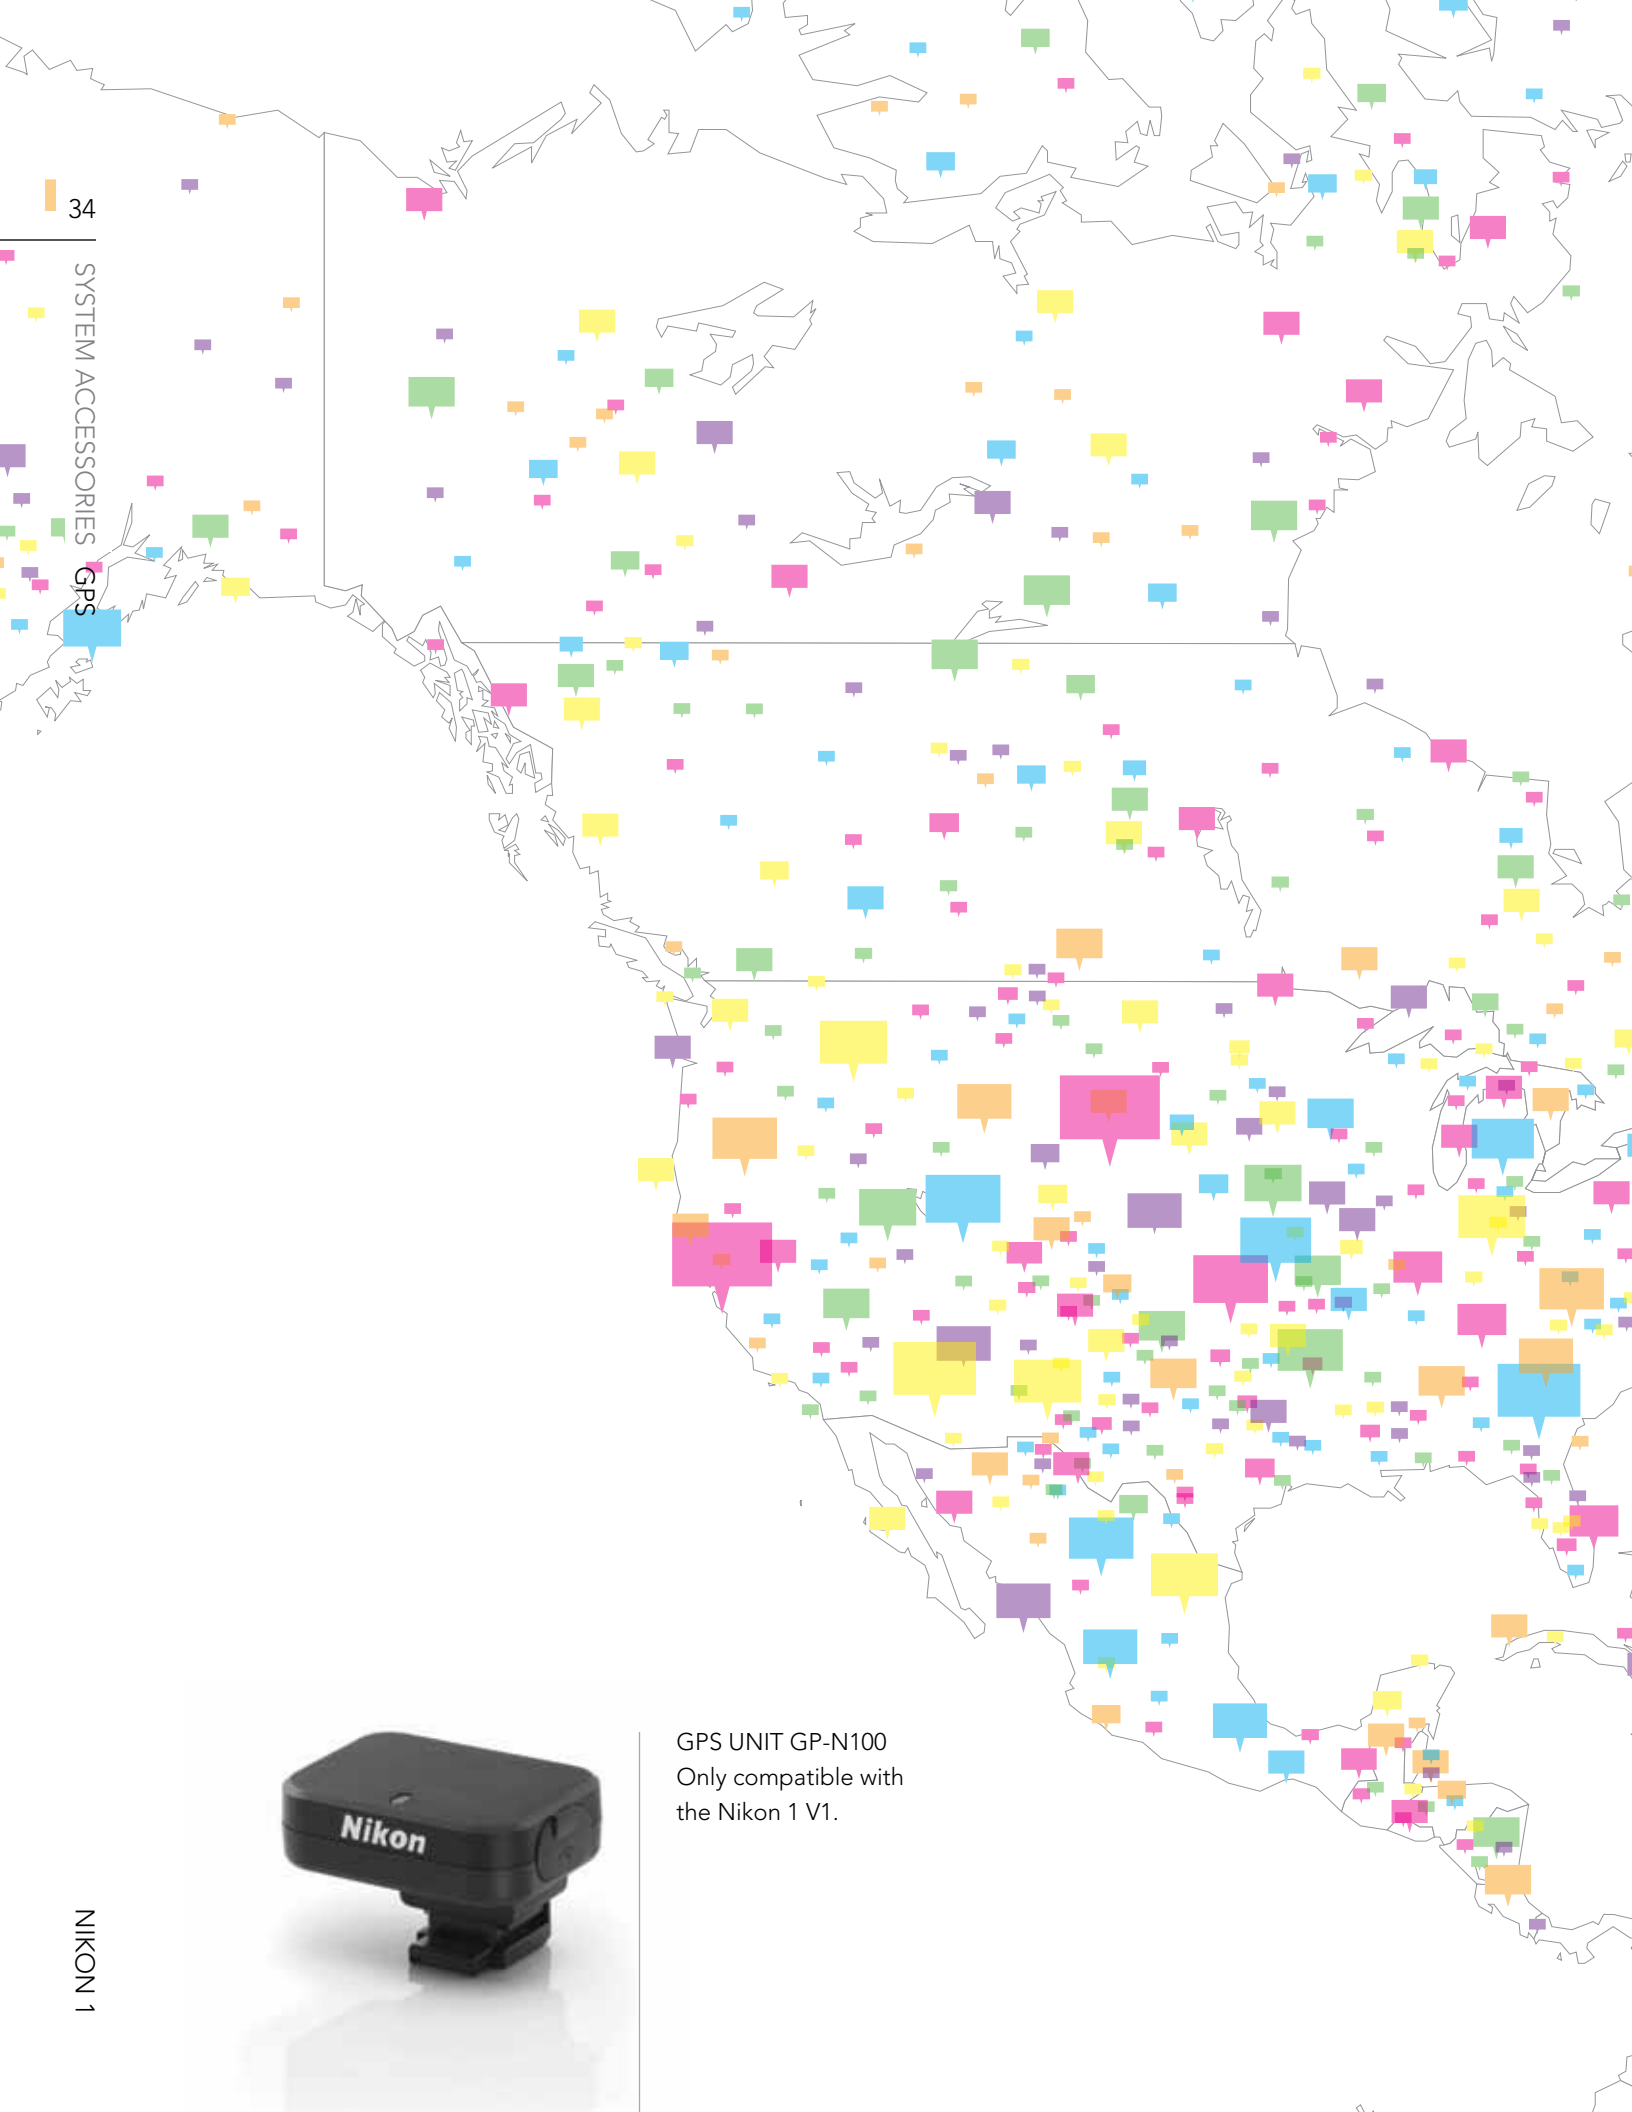 34
SYSTEM ACCESSORIES GPS
GPS UNIT GP-N100
Only compatible with
the Nikon 1 V1.
Nikon
NIKON 1